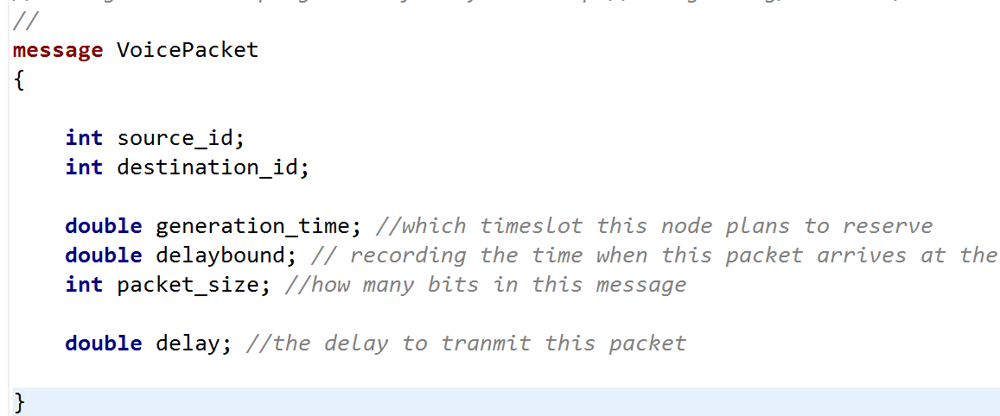 //
message VoicePacket
{
int source_id;
int destination_id;
double generation_time; //which timeslot this node plans to reserve
double delaybound; // recording the time when this packet arrives at the
int packet_size; //how many bits in this message
double delay; //the delay to tranmit this packet
}